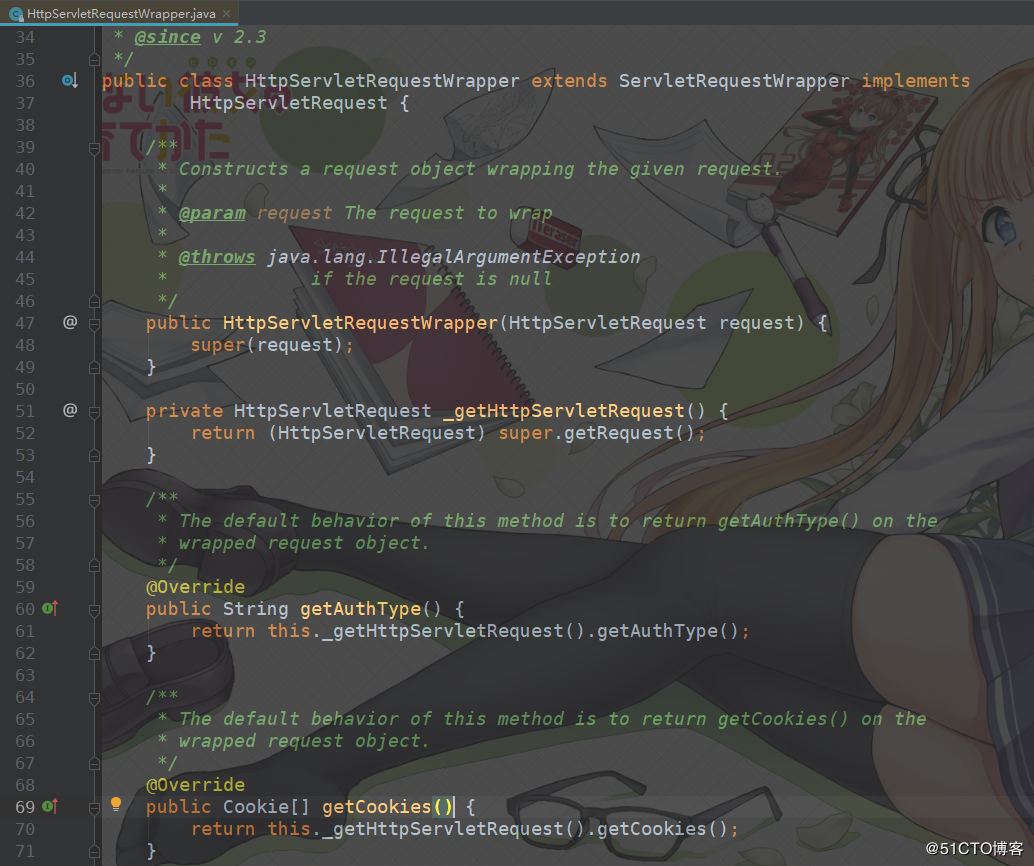 HttpServletRequestWrapper.java
34 * @since v 2.3
35 */
36 public class HttpServletRequestWrapper extends ServletRequestWrapper implements
37 HttpServletRequest {
38
39 /**
40 * Constructs a request object wrapping the given request.
41 *
42 * @param request The request to wrap
43 *
44 * @throws java.lang.IllegalArgumentException
45 * if the request is null
46 */
47 @ public HttpServletRequestWrapper(HttpServletRequest request) {
48 super(request);
49 }
50
51 @ private HttpServletRequest _getHttpServletRequest() {
52 return (HttpServletRequest) super.getRequest();
53 }
54
55 /**
56 * The default behavior of this method is to return getAuthType() on the
57 * wrapped request object.
58 */
59 @Override
60 public String getAuthType() {
61 return this._getHttpServletRequest().getAuthType();
62 }
63
64 /**
65 * The default behavior of this method is to return getCookies() on the
66 * wrapped request object.
67 */
68 @Override
69 public Cookie[] getCookies() {
70 return this._getHttpServletRequest().getCookies();
71 }
eraser
@51CTO博客